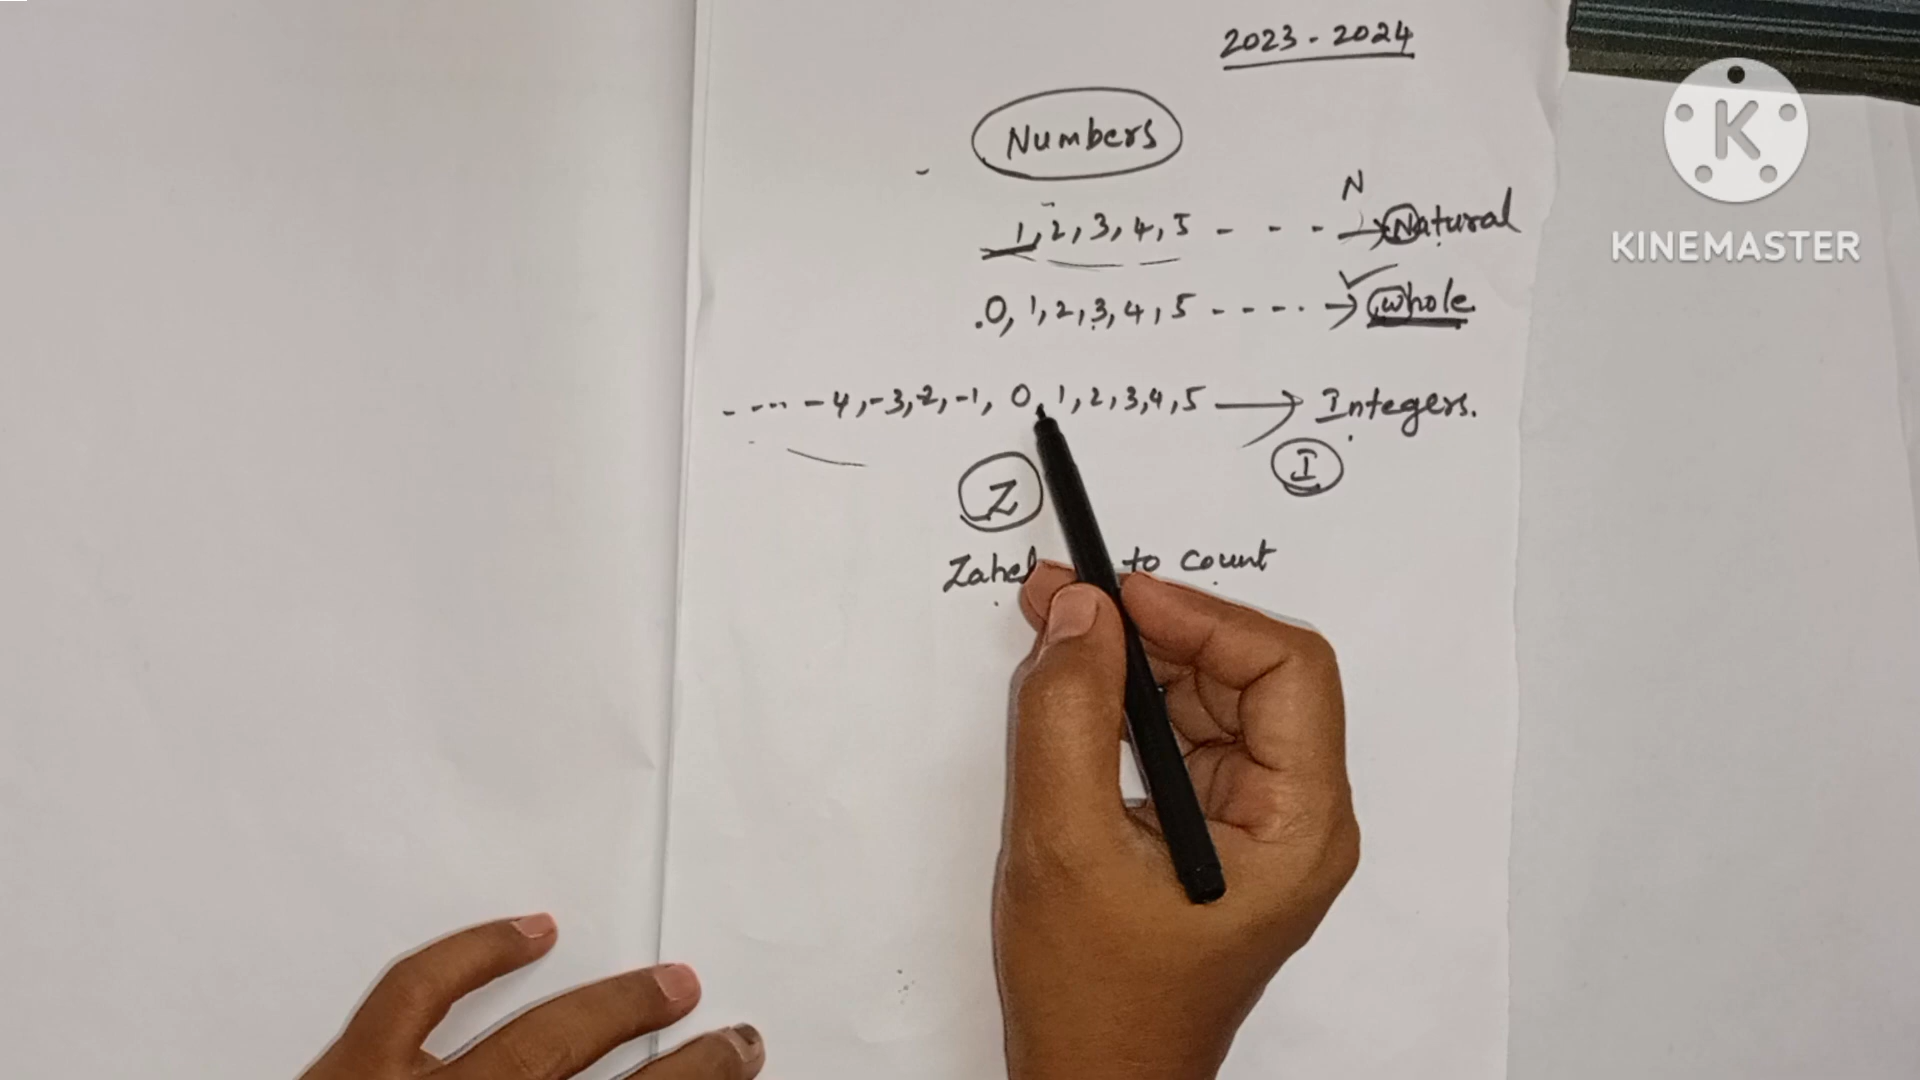 2023 - 2024
Numbers
N
1, 2, 3, 4, 5 - - - → Natural
0, 1, 2, 3, 4, 5 - - - - → Whole
- - - - -4, -3, -2, -1, 0, 1, 2, 3, 4, 5 → Integers.
I
Z
Zahel to count
K
KINEMASTER